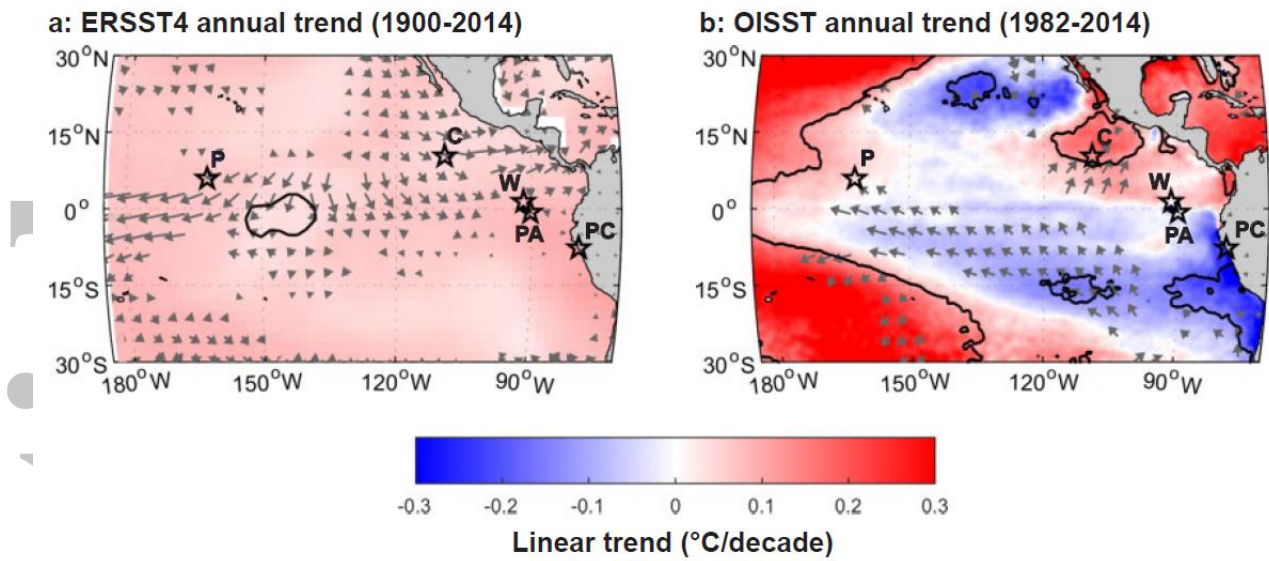 a: ERSST4 annual trend (1900-2014)
b: OISST annual trend (1982-2014)
30°N
15°N
0°
15°S
30°S
180°W
150°W
120°W
90°W
P
C
W
PA
PC
30°N
15°N
0°
15°S
30°S
180°W
150°W
120°W
90°W
P
C
W
PA
PC
-0.3
-0.2
-0.1
0
0.1
0.2
0.3
Linear trend (°C/decade)